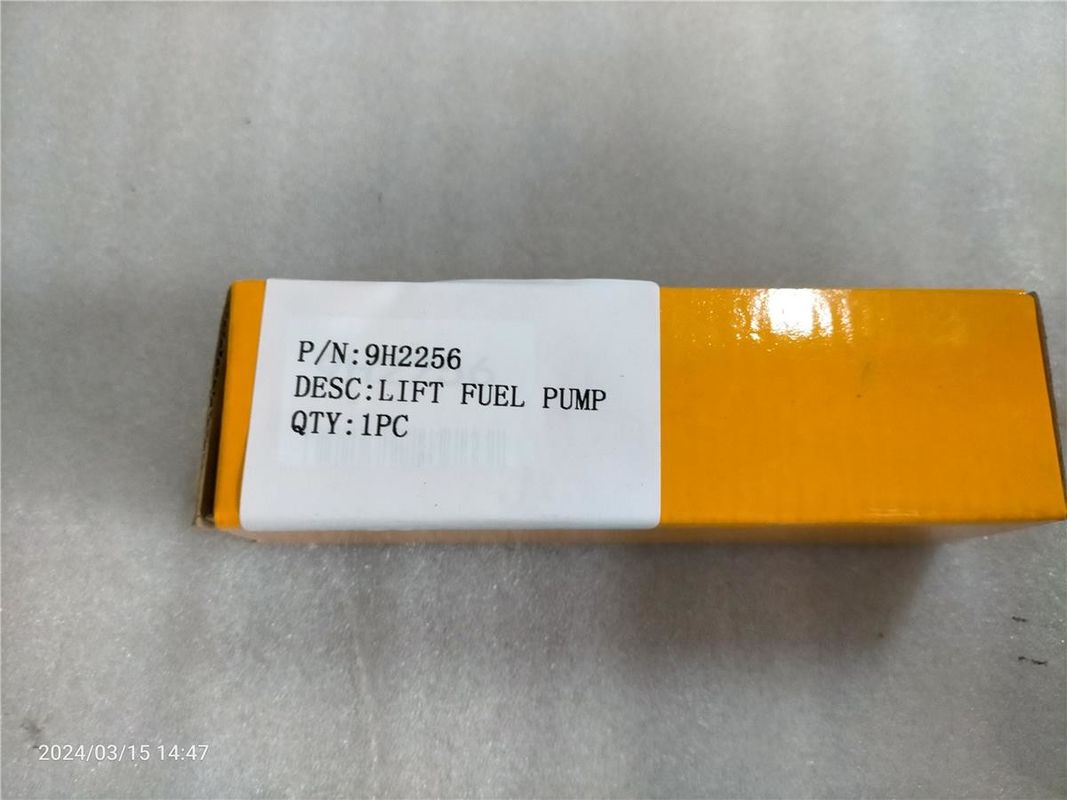 P/N:9H2256
DESC:LIFT FUEL PUMP
QTY:1PC
2024/03/15 14:47